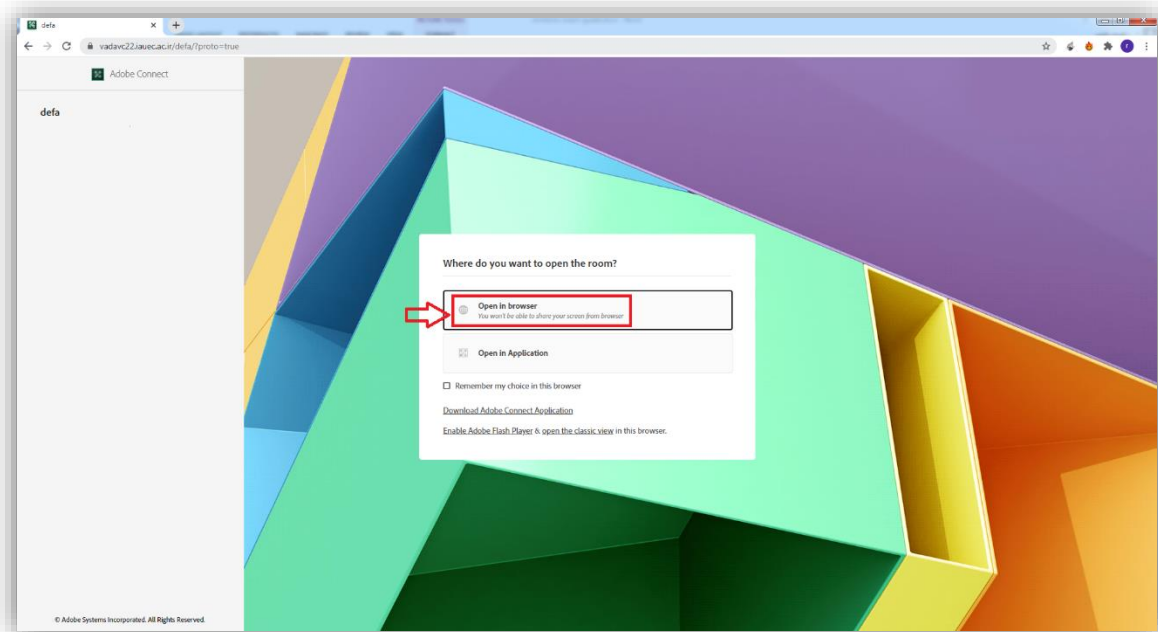 defa
vadavc22.iauec.ac.ir/defa/?proto=true
Adobe Connect
defa
Where do you want to open the room?
Open in browser
You won't be able to share your screen from browser
Open in Application
Remember my choice in this browser
Download Adobe Connect Application
Enable Adobe Flash Player & open the classic view in this browser.
© Adobe Systems Incorporated. All Rights Reserved.